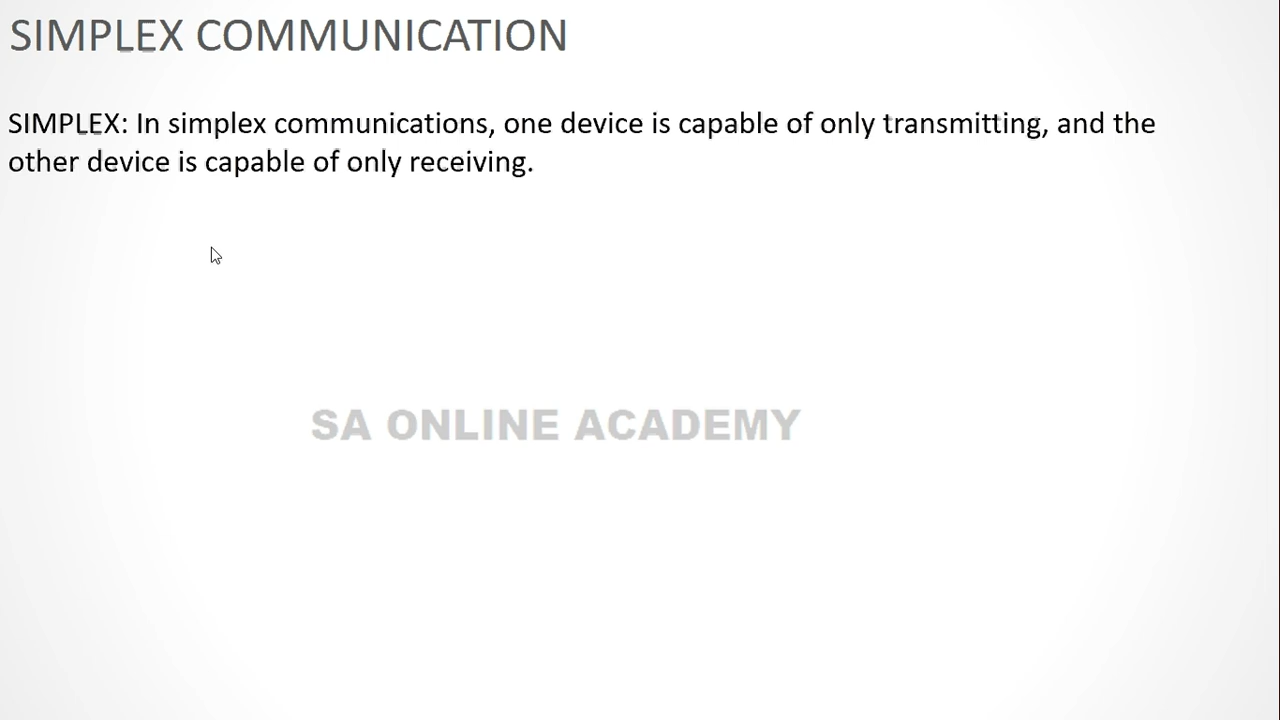 SIMPLEX COMMUNICATION
SIMPLEX: In simplex communications, one device is capable of only transmitting, and the
other device is capable of only receiving.
SA ONLINE ACADEMY